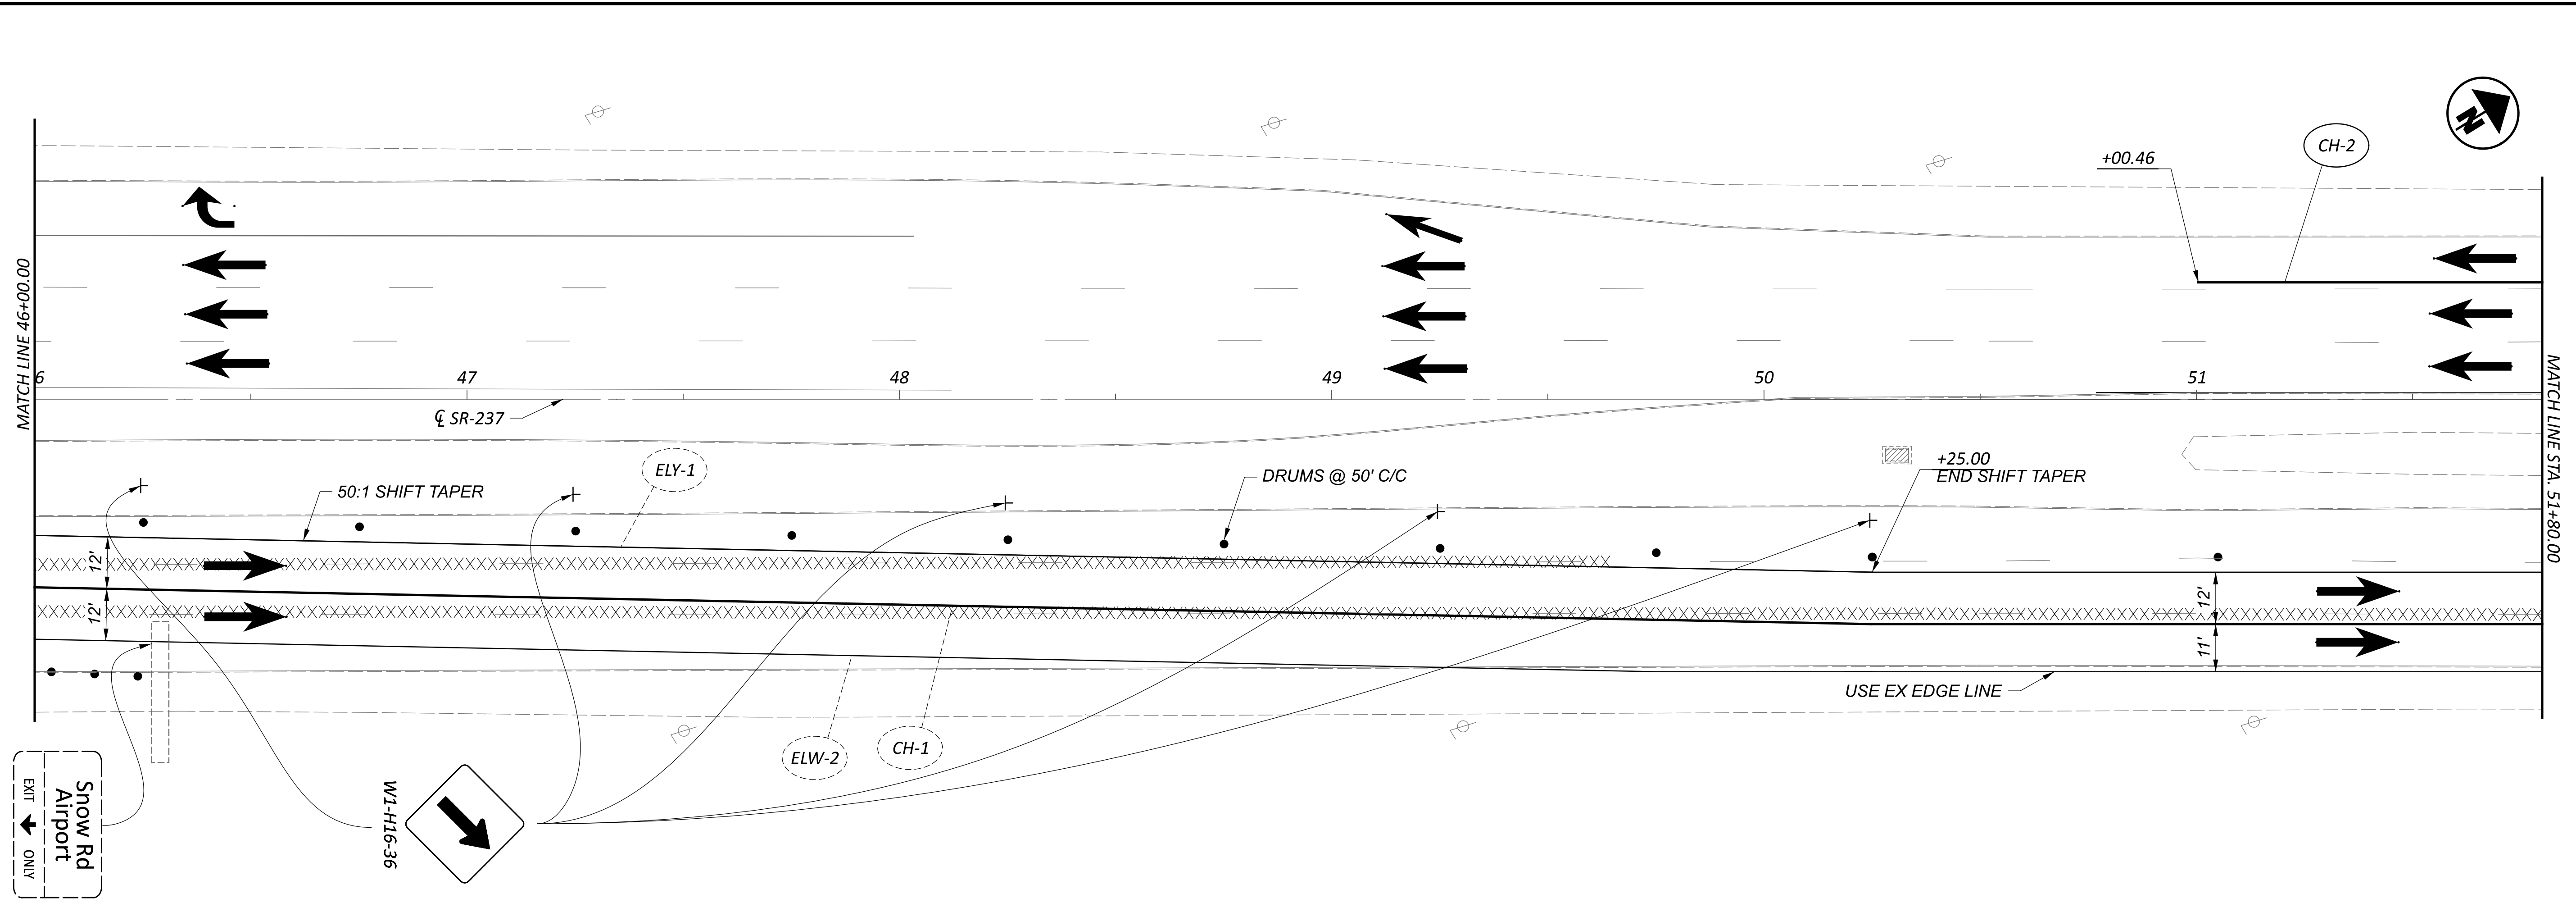 N
+00.46
CH-2
MATCH LINE 46+00.00
6
47
48
49
50
51
MATCH LINE STA. 51+80.00
℄ SR-237
ELY-1
50:1 SHIFT TAPER
DRUMS @ 50' C/C
+25.00
END SHIFT TAPER
12'
12'
12'
11'
USE EX EDGE LINE
ELW-2
CH-1
W1-H16-36
Snow Rd
Airport
EXIT ONLY